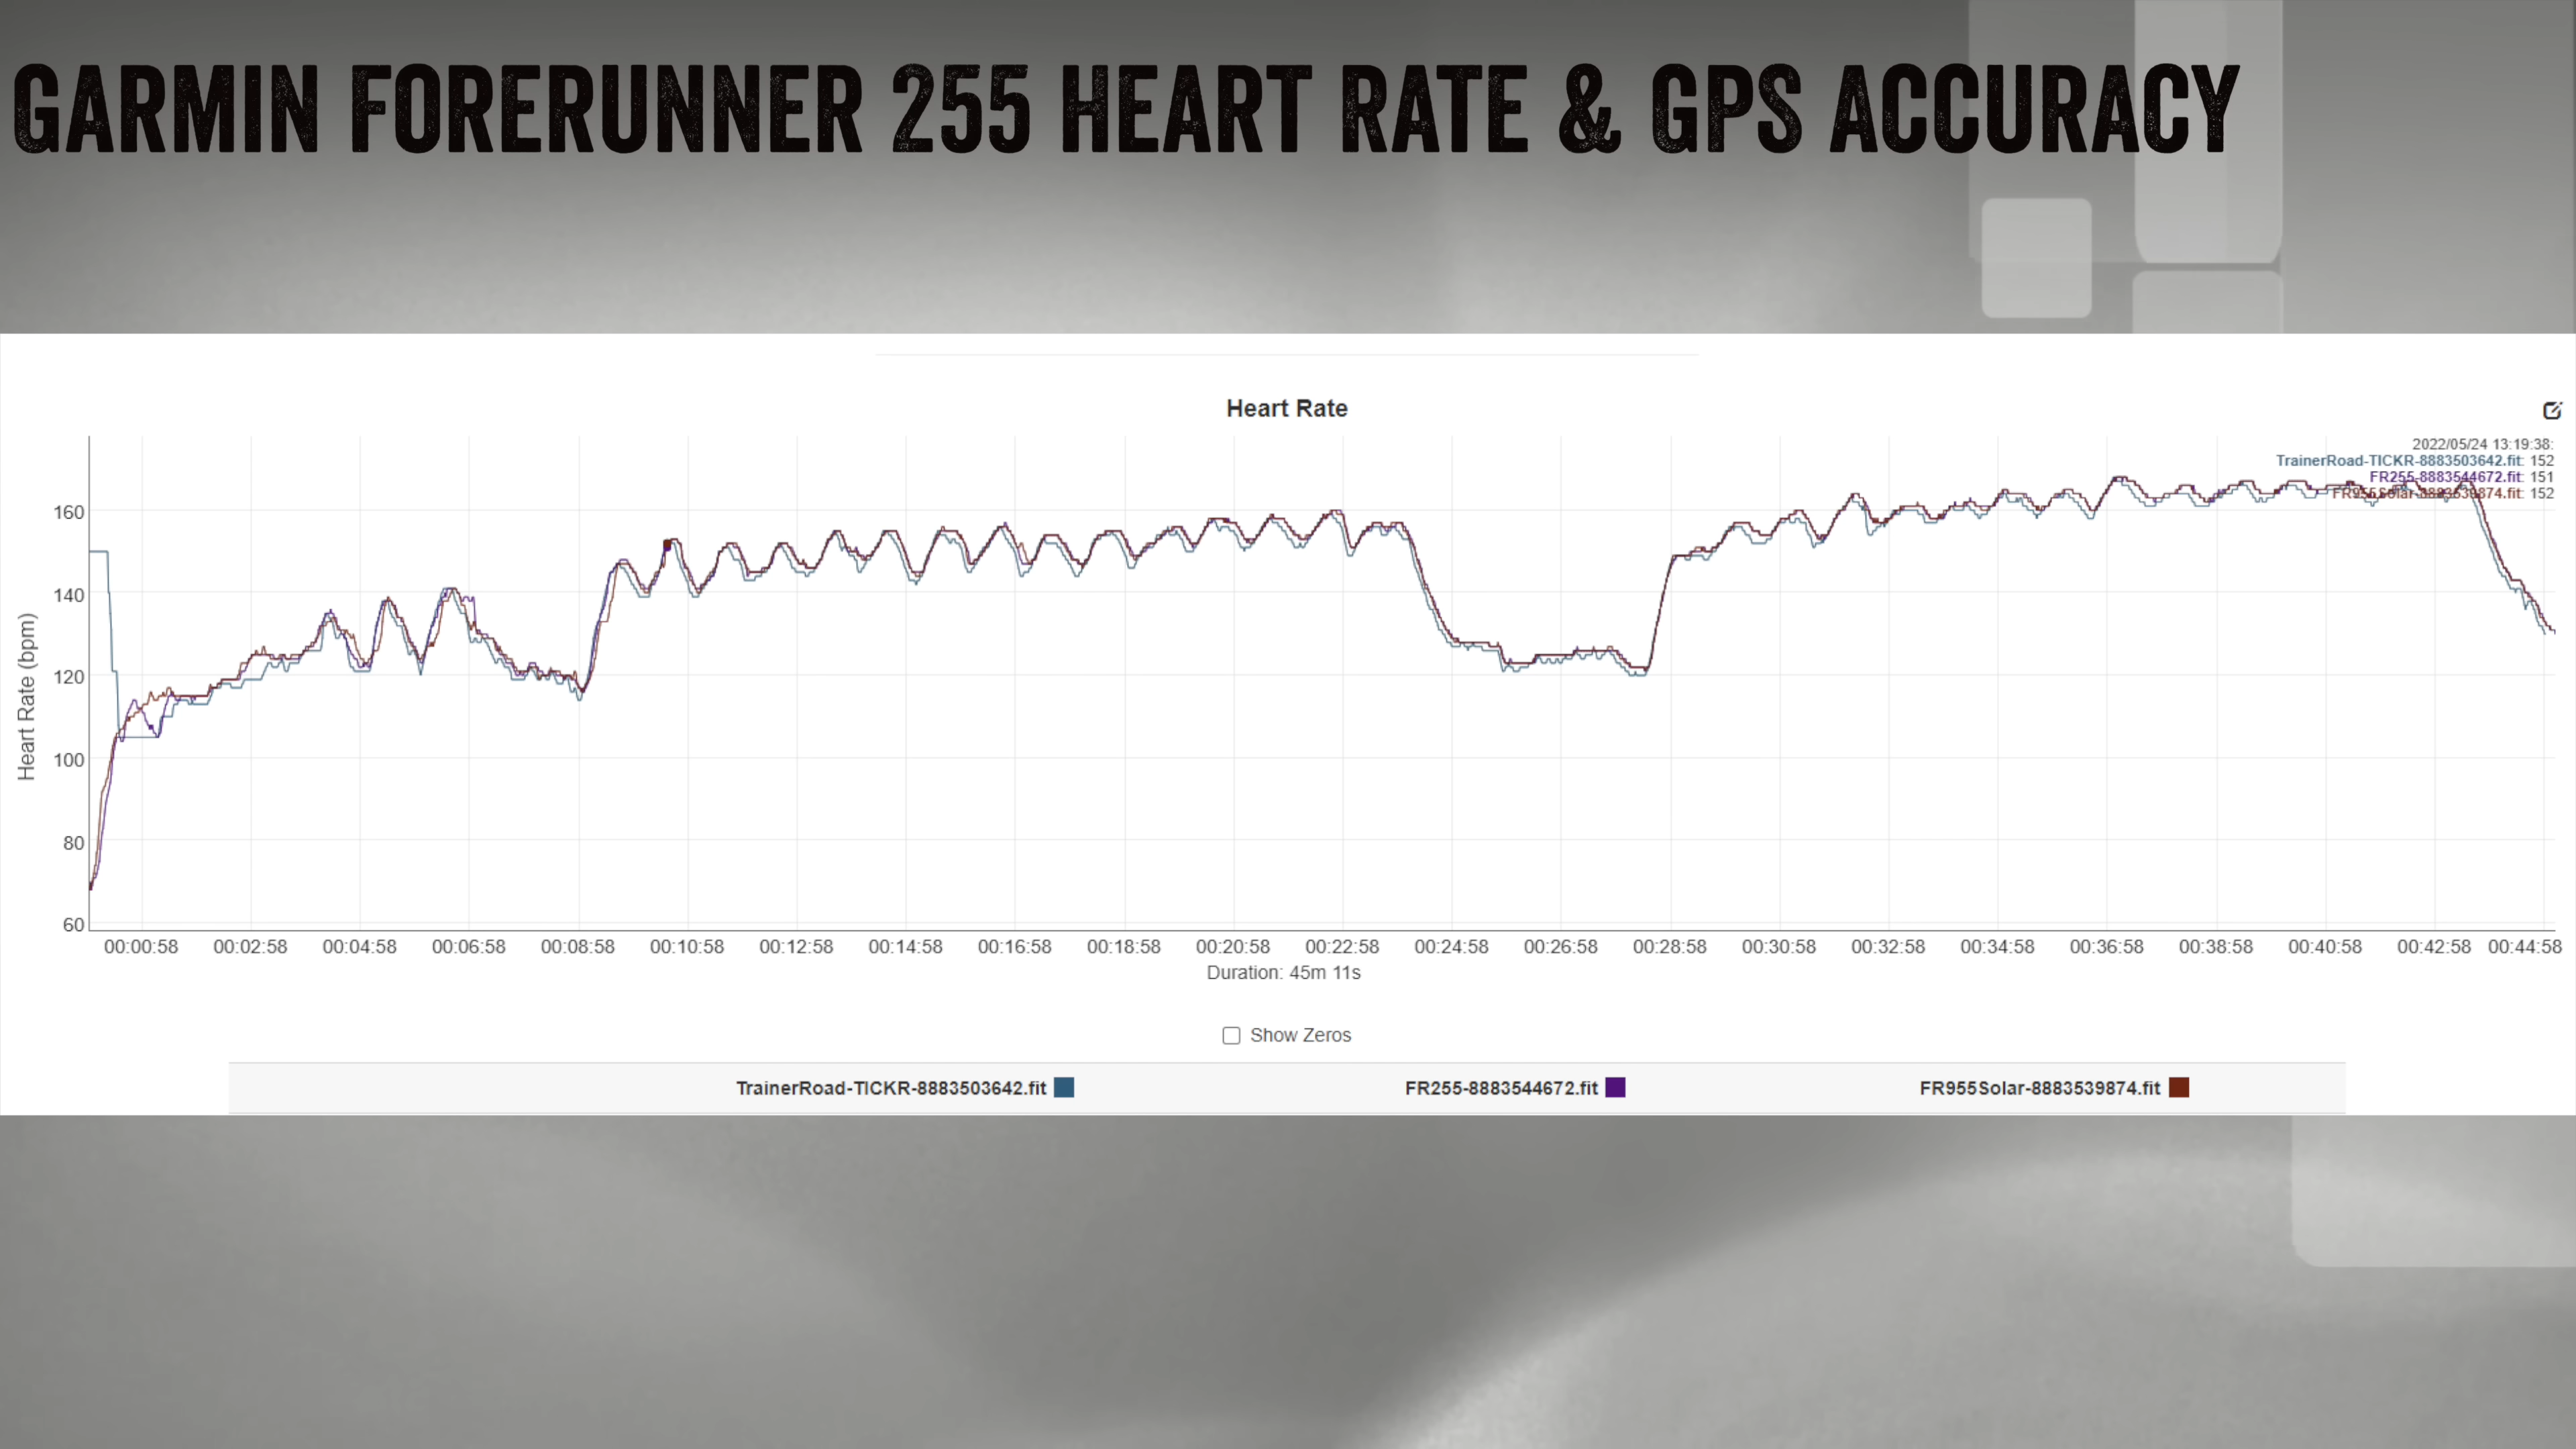 GARMIN FORERUNNER 255 HEART RATE & GPS ACCURACY
Heart Rate
2022/05/24 13:19:38:
TrainerRoad-TICKR-8883503642.fit: 152
FR255-8883544672.fit: 151
FR955Solar-8883539874.fit: 152
Heart Rate (bpm)
160
140
120
100
80
60
00:00:58 00:02:58 00:04:58 00:06:58 00:08:58 00:10:58 00:12:58 00:14:58 00:16:58 00:18:58 00:20:58 00:22:58 00:24:58 00:26:58 00:28:58 00:30:58 00:32:58 00:34:58 00:36:58 00:38:58 00:40:58 00:42:58 00:44:58
Duration: 45m 11s
Show Zeros
TrainerRoad-TICKR-8883503642.fit FR255-8883544672.fit FR955Solar-8883539874.fit